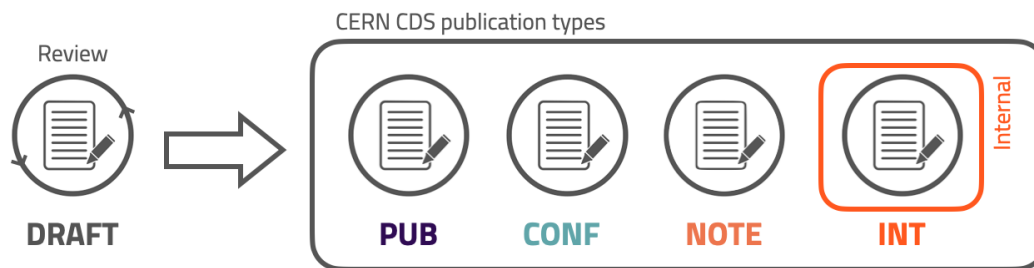 CERN CDS publication types
Review
Internal
DRAFT
PUB
CONF
NOTE
INT